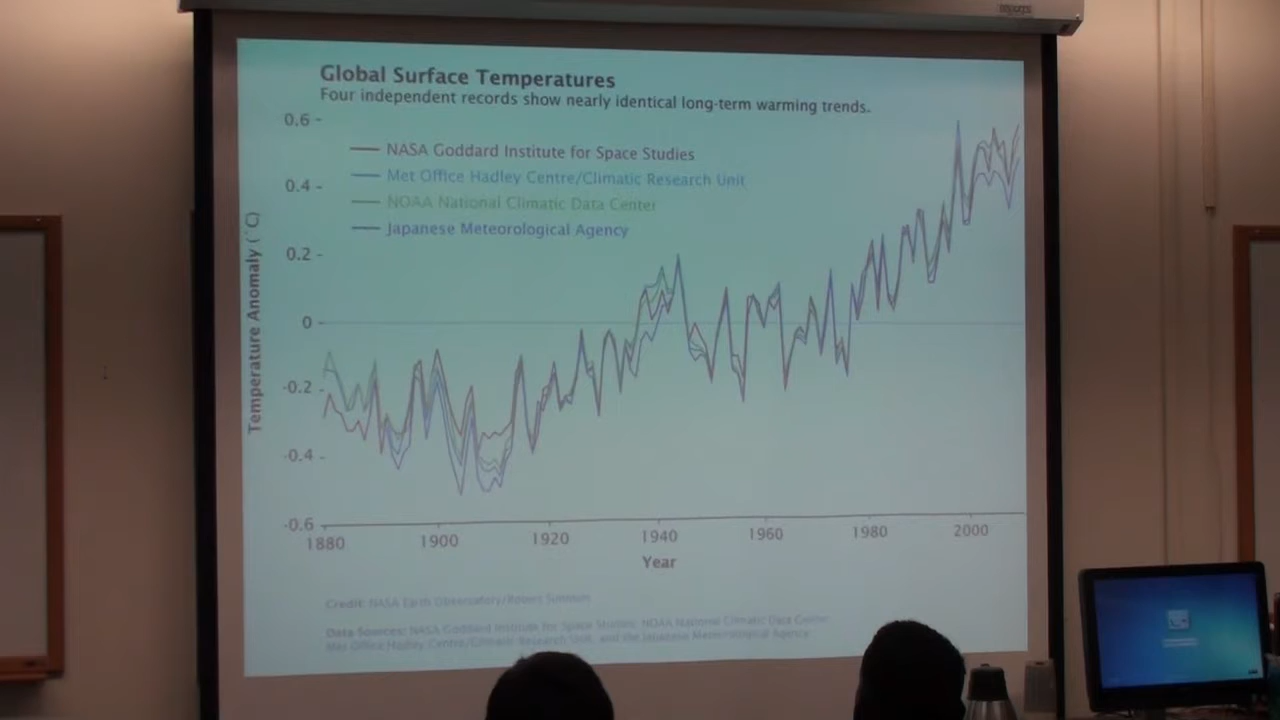 Global Surface Temperatures
Four independent records show nearly identical long-term warming trends.
0.6
NASA Goddard Institute for Space Studies
0.4
Met Office Hadley Centre/Climatic Research Unit
NOAA National Climatic Data Center
Japanese Meteorological Agency
0.2
Temperature Anomaly (°C)
0
-0.2
-0.4
-0.6
1880 1900 1920 1940 1960 1980 2000
Year
Credit: NASA Earth Observatory/Robert Simmon
Data Sources: NASA Goddard Institute for Space Studies, NOAA National Climatic Data Center,
Met Office Hadley Centre/Climatic Research Unit, and the Japanese Meteorological Agency.